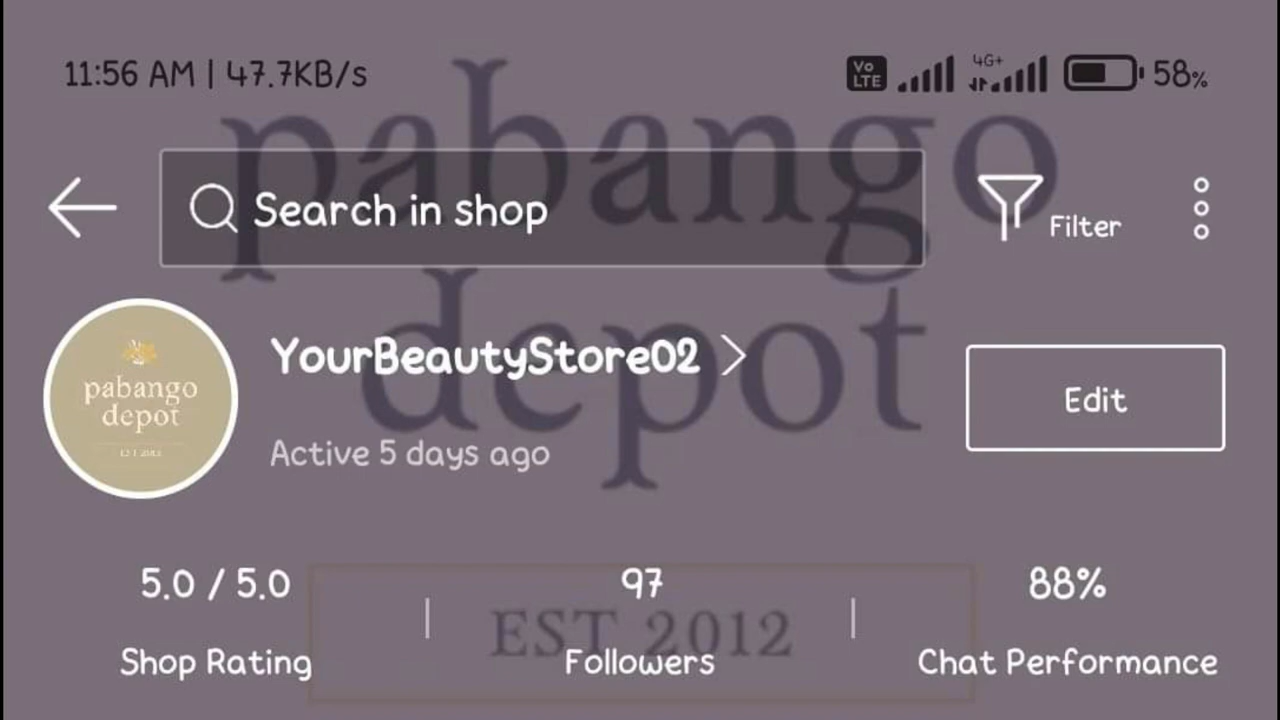 11:56 AM | 47.7KB/s
Vo LTE 4G+ 58%
pabango
Search in shop
Filter
depot
pabango
depot
YourBeautyStore02
Edit
Active 5 days ago
5.0 / 5.0
97
88%
EST 2012
Shop Rating
Followers
Chat Performance